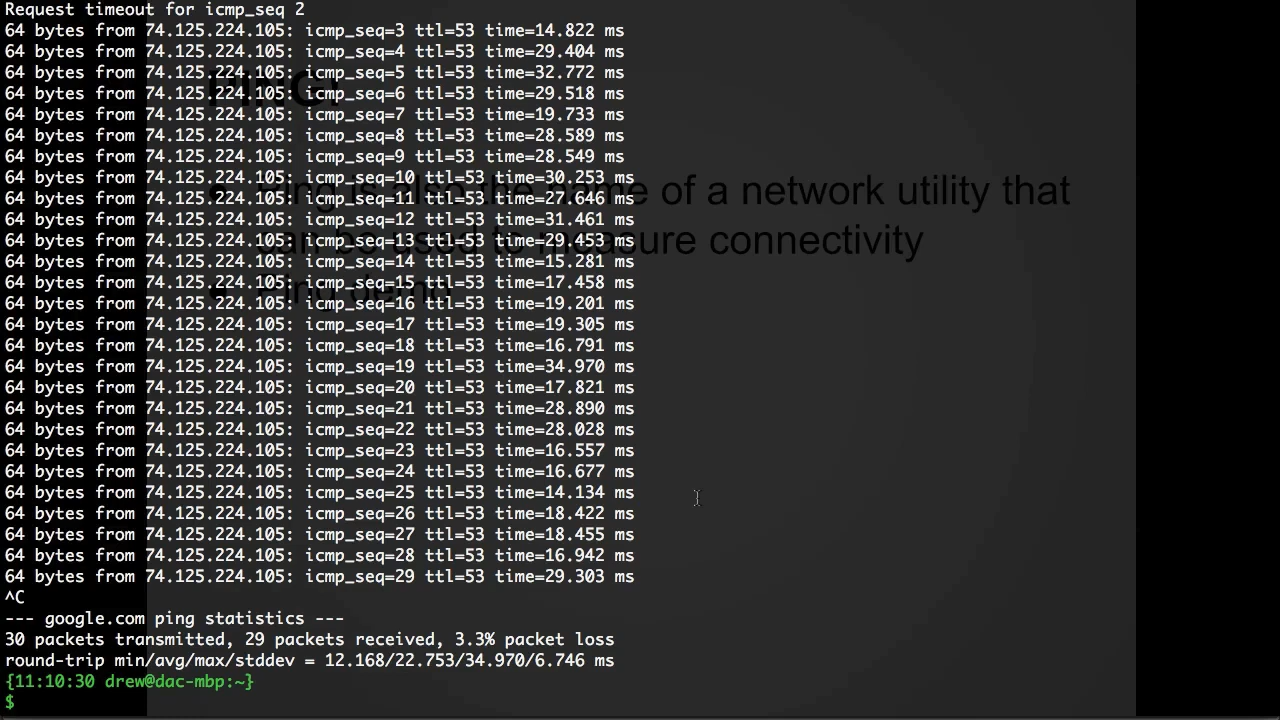 Request timeout for icmp_seq 2
64 bytes from 74.125.224.105: icmp_seq=3 ttl=53 time=14.822 ms
64 bytes from 74.125.224.105: icmp_seq=4 ttl=53 time=29.404 ms
64 bytes from 74.125.224.105: icmp_seq=5 ttl=53 time=32.772 ms
64 bytes from 74.125.224.105: icmp_seq=6 ttl=53 time=29.518 ms
64 bytes from 74.125.224.105: icmp_seq=7 ttl=53 time=19.733 ms
64 bytes from 74.125.224.105: icmp_seq=8 ttl=53 time=28.589 ms
64 bytes from 74.125.224.105: icmp_seq=9 ttl=53 time=28.549 ms
64 bytes from 74.125.224.105: icmp_seq=10 ttl=53 time=30.253 ms
64 bytes from 74.125.224.105: icmp_seq=11 ttl=53 time=27.646 ms
64 bytes from 74.125.224.105: icmp_seq=12 ttl=53 time=31.461 ms
64 bytes from 74.125.224.105: icmp_seq=13 ttl=53 time=29.453 ms
64 bytes from 74.125.224.105: icmp_seq=14 ttl=53 time=15.281 ms
64 bytes from 74.125.224.105: icmp_seq=15 ttl=53 time=17.458 ms
64 bytes from 74.125.224.105: icmp_seq=16 ttl=53 time=19.201 ms
64 bytes from 74.125.224.105: icmp_seq=17 ttl=53 time=19.305 ms
64 bytes from 74.125.224.105: icmp_seq=18 ttl=53 time=16.791 ms
64 bytes from 74.125.224.105: icmp_seq=19 ttl=53 time=34.970 ms
64 bytes from 74.125.224.105: icmp_seq=20 ttl=53 time=17.821 ms
64 bytes from 74.125.224.105: icmp_seq=21 ttl=53 time=28.890 ms
64 bytes from 74.125.224.105: icmp_seq=22 ttl=53 time=28.028 ms
64 bytes from 74.125.224.105: icmp_seq=23 ttl=53 time=16.557 ms
64 bytes from 74.125.224.105: icmp_seq=24 ttl=53 time=16.677 ms
64 bytes from 74.125.224.105: icmp_seq=25 ttl=53 time=14.134 ms
64 bytes from 74.125.224.105: icmp_seq=26 ttl=53 time=18.422 ms
64 bytes from 74.125.224.105: icmp_seq=27 ttl=53 time=18.455 ms
64 bytes from 74.125.224.105: icmp_seq=28 ttl=53 time=16.942 ms
64 bytes from 74.125.224.105: icmp_seq=29 ttl=53 time=29.303 ms
^C
--- google.com ping statistics ---
30 packets transmitted, 29 packets received, 3.3% packet loss
round-trip min/avg/max/stddev = 12.168/22.753/34.970/6.746 ms
{11:10:30 drew@dac-mbp:~}
$
PING!
• Ping is also the name of a network utility that
can be used to measure connectivity
• Ping demo